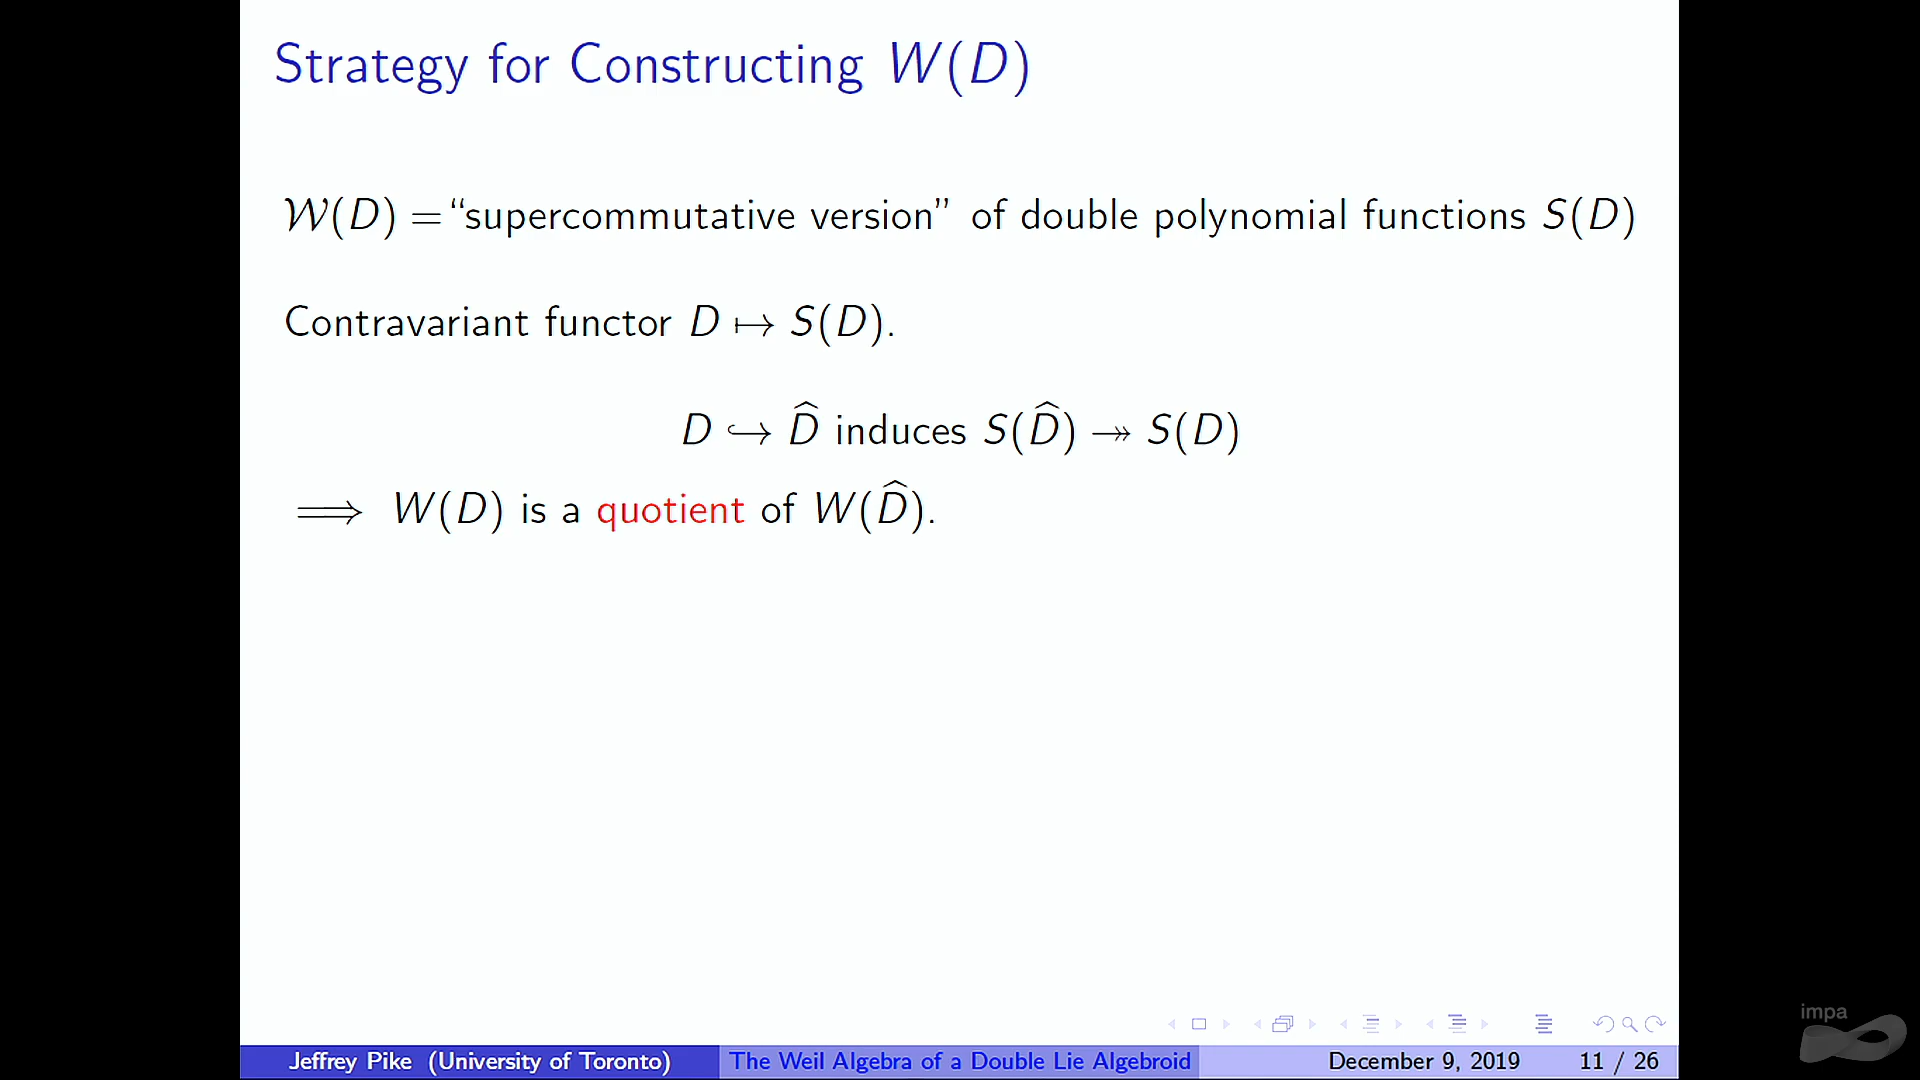 Strategy for Constructing W(D)
𝒲(D) = “supercommutative version” of double polynomial functions S(D)
Contravariant functor D ↦ S(D).
D ↪ D̂ induces S(D̂) ↠ S(D)
⟹ W(D) is a quotient of W(D̂).
impa
Jeffrey Pike (University of Toronto) The Weil Algebra of a Double Lie Algebroid December 9, 2019 11 / 26